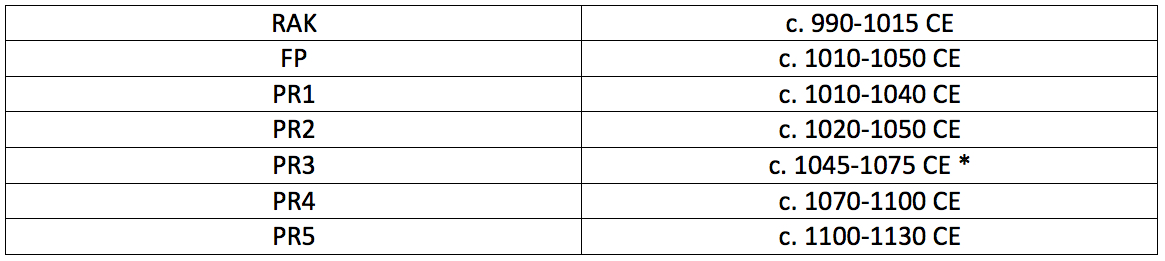 RAK c. 990-1015 CE
FP c. 1010-1050 CE
PR1 c. 1010-1040 CE
PR2 c. 1020-1050 CE
PR3 c. 1045-1075 CE *
PR4 c. 1070-1100 CE
PR5 c. 1100-1130 CE